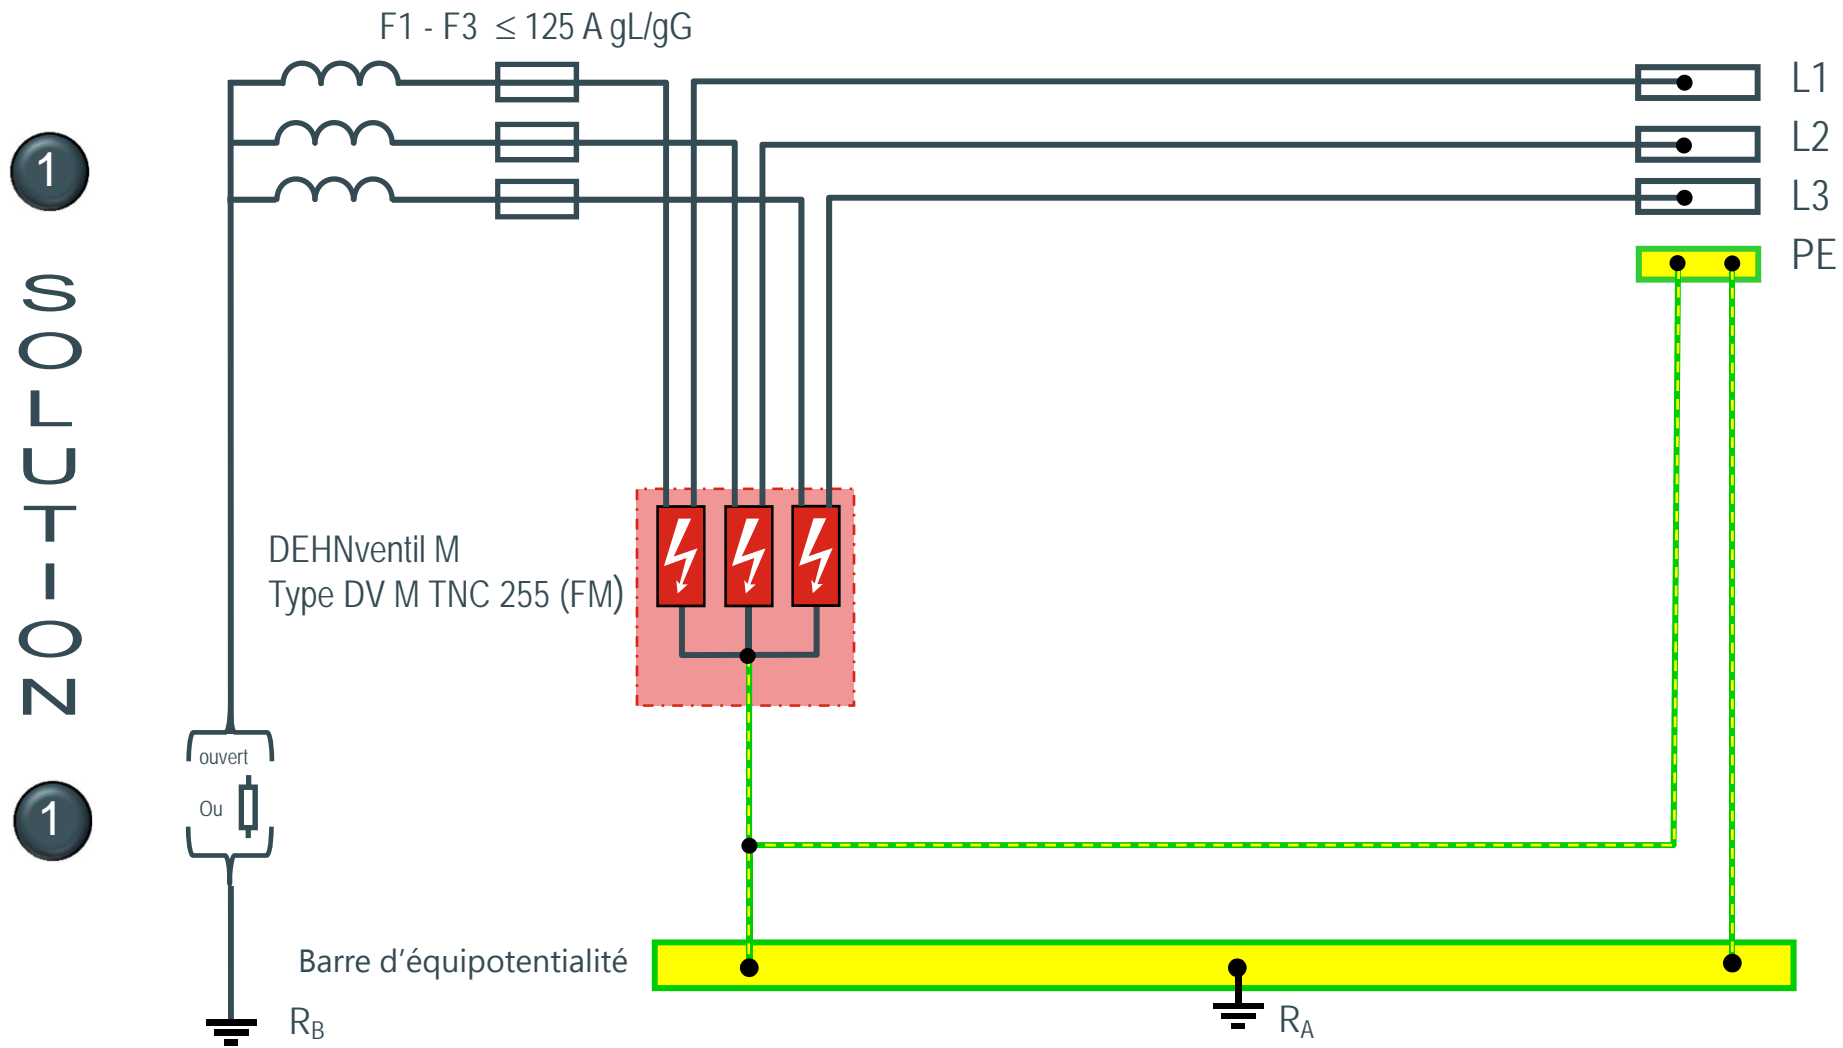 F1 - F3 ≤ 125 A gL/gG
L1
L2
L3
PE
1
SOLUTION
1
DEHNventil M
Type DV M TNC 255 (FM)
ouvert
Ou
Barre d'équipotentialité
RB
RA